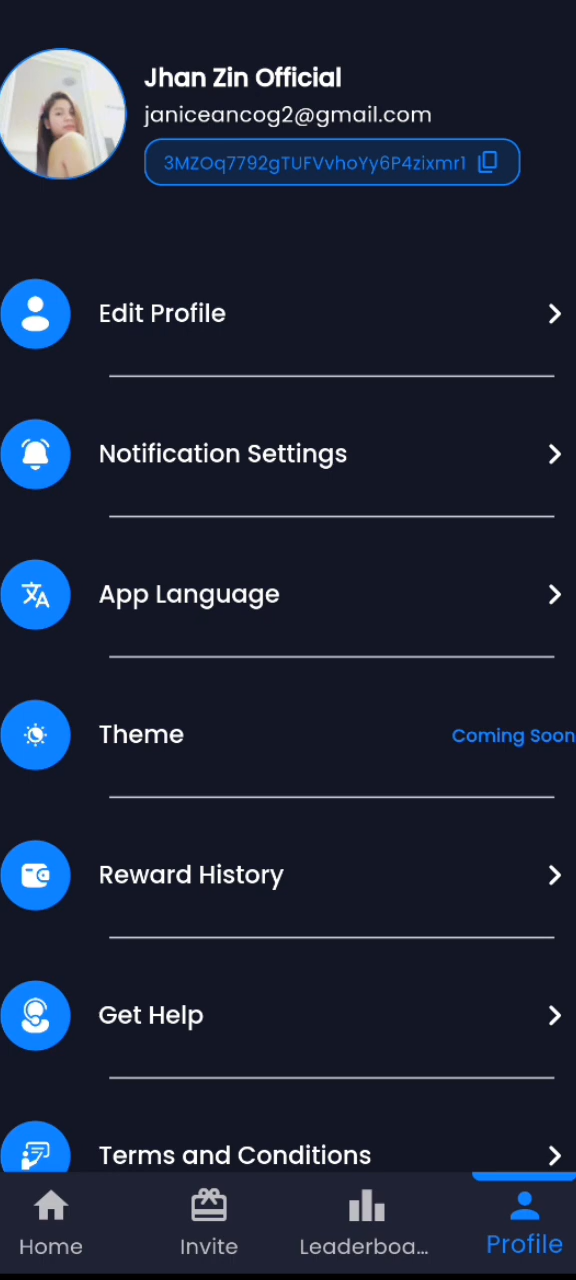 Jhan Zin Official
janiceancog2@gmail.com
3MZOq7792gTUFVvhoYy6P4zixmr1
Edit Profile
Notification Settings
App Language
Theme
Coming Soon
Reward History
Get Help
Terms and Conditions
Home
Invite
Leaderboa...
Profile